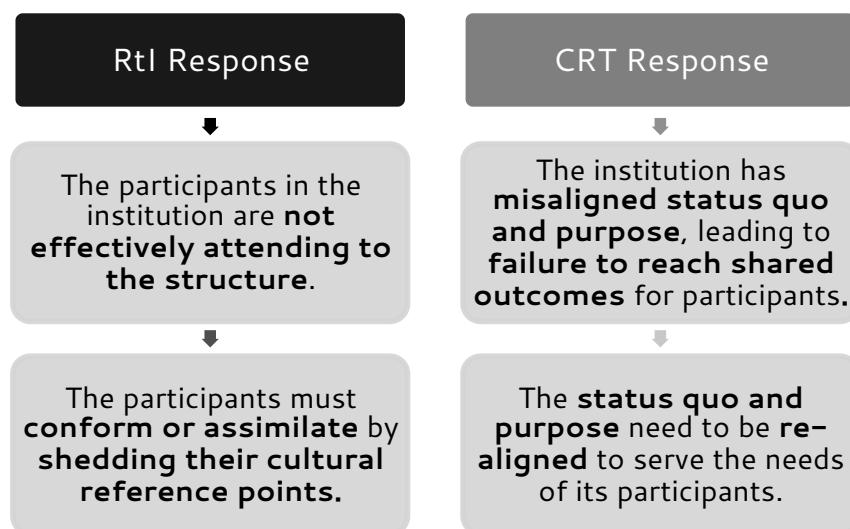 RtI Response
The participants in the
institution are not
effectively attending to
the structure.
The participants must
conform or assimilate by
shedding their cultural
reference points.
CRT Response
The institution has
misaligned status quo
and purpose, leading to
failure to reach shared
outcomes for participants.
The status quo and
purpose need to be re-
aligned to serve the needs
of its participants.